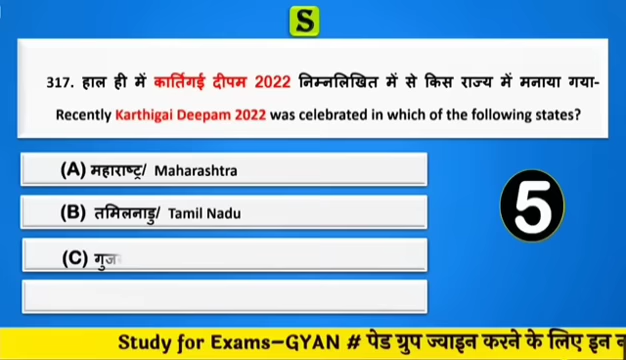 S
317. हाल ही में कार्तिगई दीपम 2022 निम्नलिखित में से किस राज्य में मनाया गया-
Recently Karthigai Deepam 2022 was celebrated in which of the following states?
(A) महाराष्ट्र/ Maharashtra
(B) तमिलनाडु/ Tamil Nadu
(C) गुज
5
Study for Exams—GYAN # पेड ग्रुप ज्वाइन करने के लिए इन